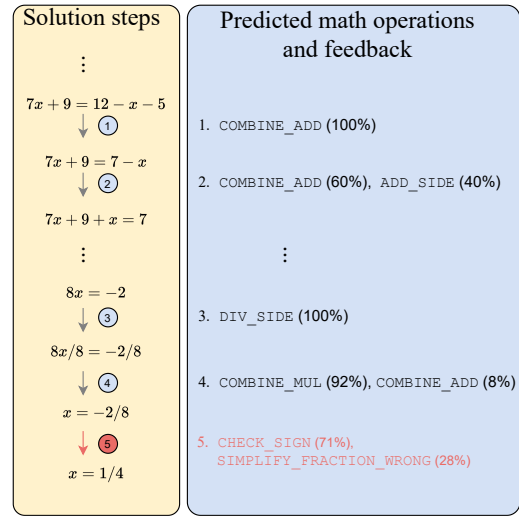 Solution steps
⋮
7x + 9 = 12 − x − 5
1
7x + 9 = 7 − x
2
7x + 9 + x = 7
⋮
8x = −2
3
8x/8 = −2/8
4
x = −2/8
5
x = 1/4
Predicted math operations
and feedback
1. COMBINE_ADD (100%)
2. COMBINE_ADD (60%), ADD_SIDE (40%)
⋮
3. DIV_SIDE (100%)
4. COMBINE_MUL (92%), COMBINE_ADD (8%)
5. CHECK_SIGN (71%),
SIMPLIFY_FRACTION_WRONG (28%)